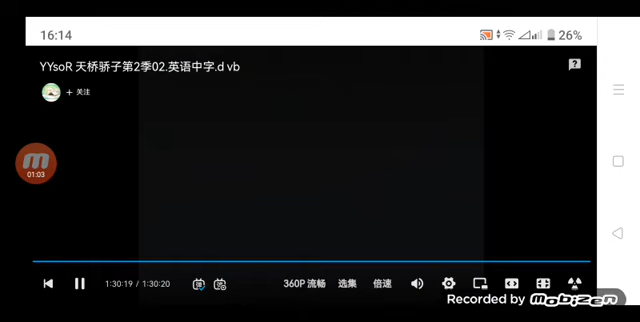 16:14
26%
YYsoR 天桥骄子第2季02.英语中字.d vb
+ 关注
01:03
1:30:19 / 1:30:20
360P 流畅 选集 倍速
Recorded by mobizen